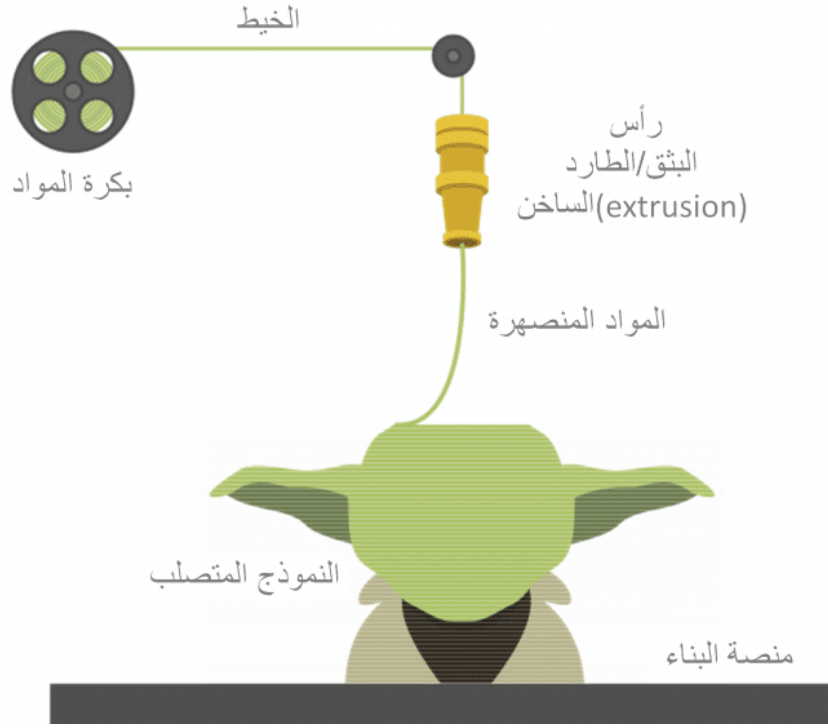 الخيط
رأس
البثق/الطارد
الساخن(extrusion)
بكرة المواد
المواد المنصهرة
النموذج المتصلب
منصة البناء